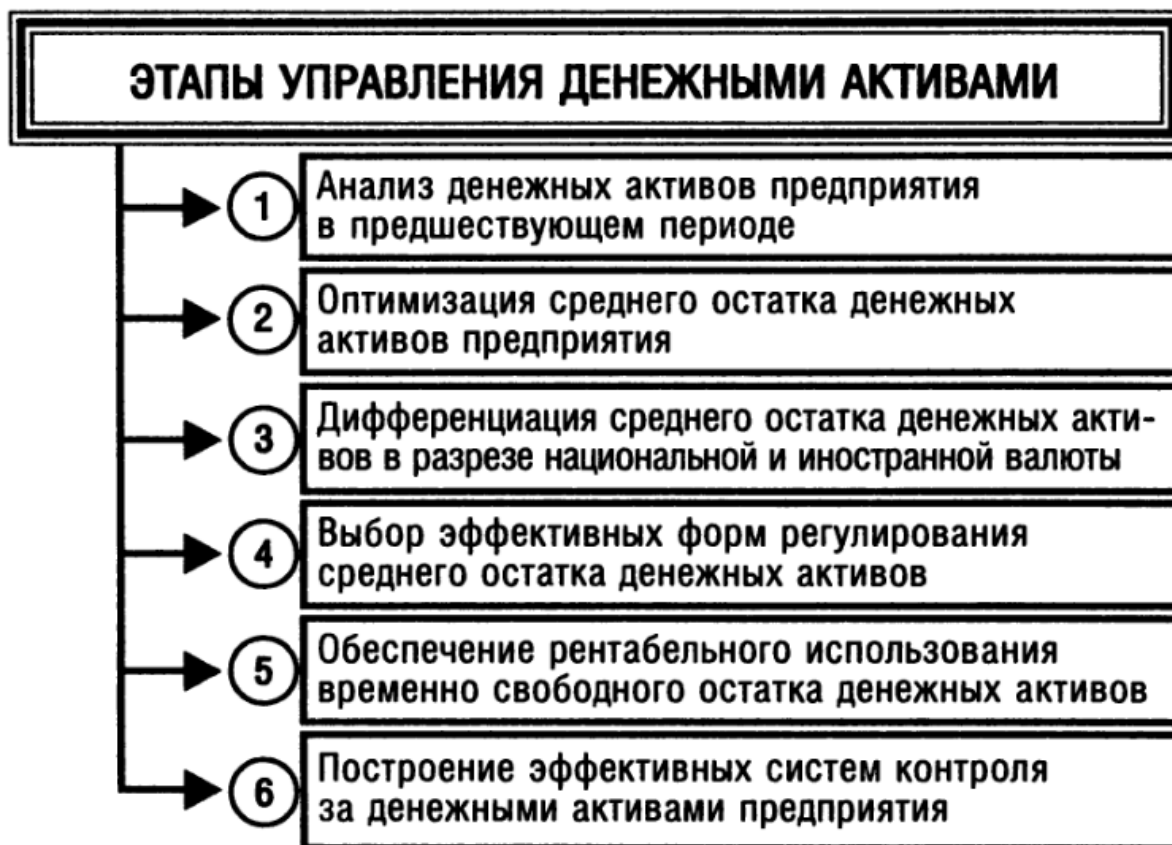 ЭТАПЫ УПРАВЛЕНИЯ ДЕНЕЖНЫМИ АКТИВАМИ
1 Анализ денежных активов предприятия
в предшествующем периоде
2 Оптимизация среднего остатка денежных
активов предприятия
3 Дифференциация среднего остатка денежных акти-
вов в разрезе национальной и иностранной валюты
4 Выбор эффективных форм регулирования
среднего остатка денежных активов
5 Обеспечение рентабельного использования
временно свободного остатка денежных активов
6 Построение эффективных систем контроля
за денежными активами предприятия